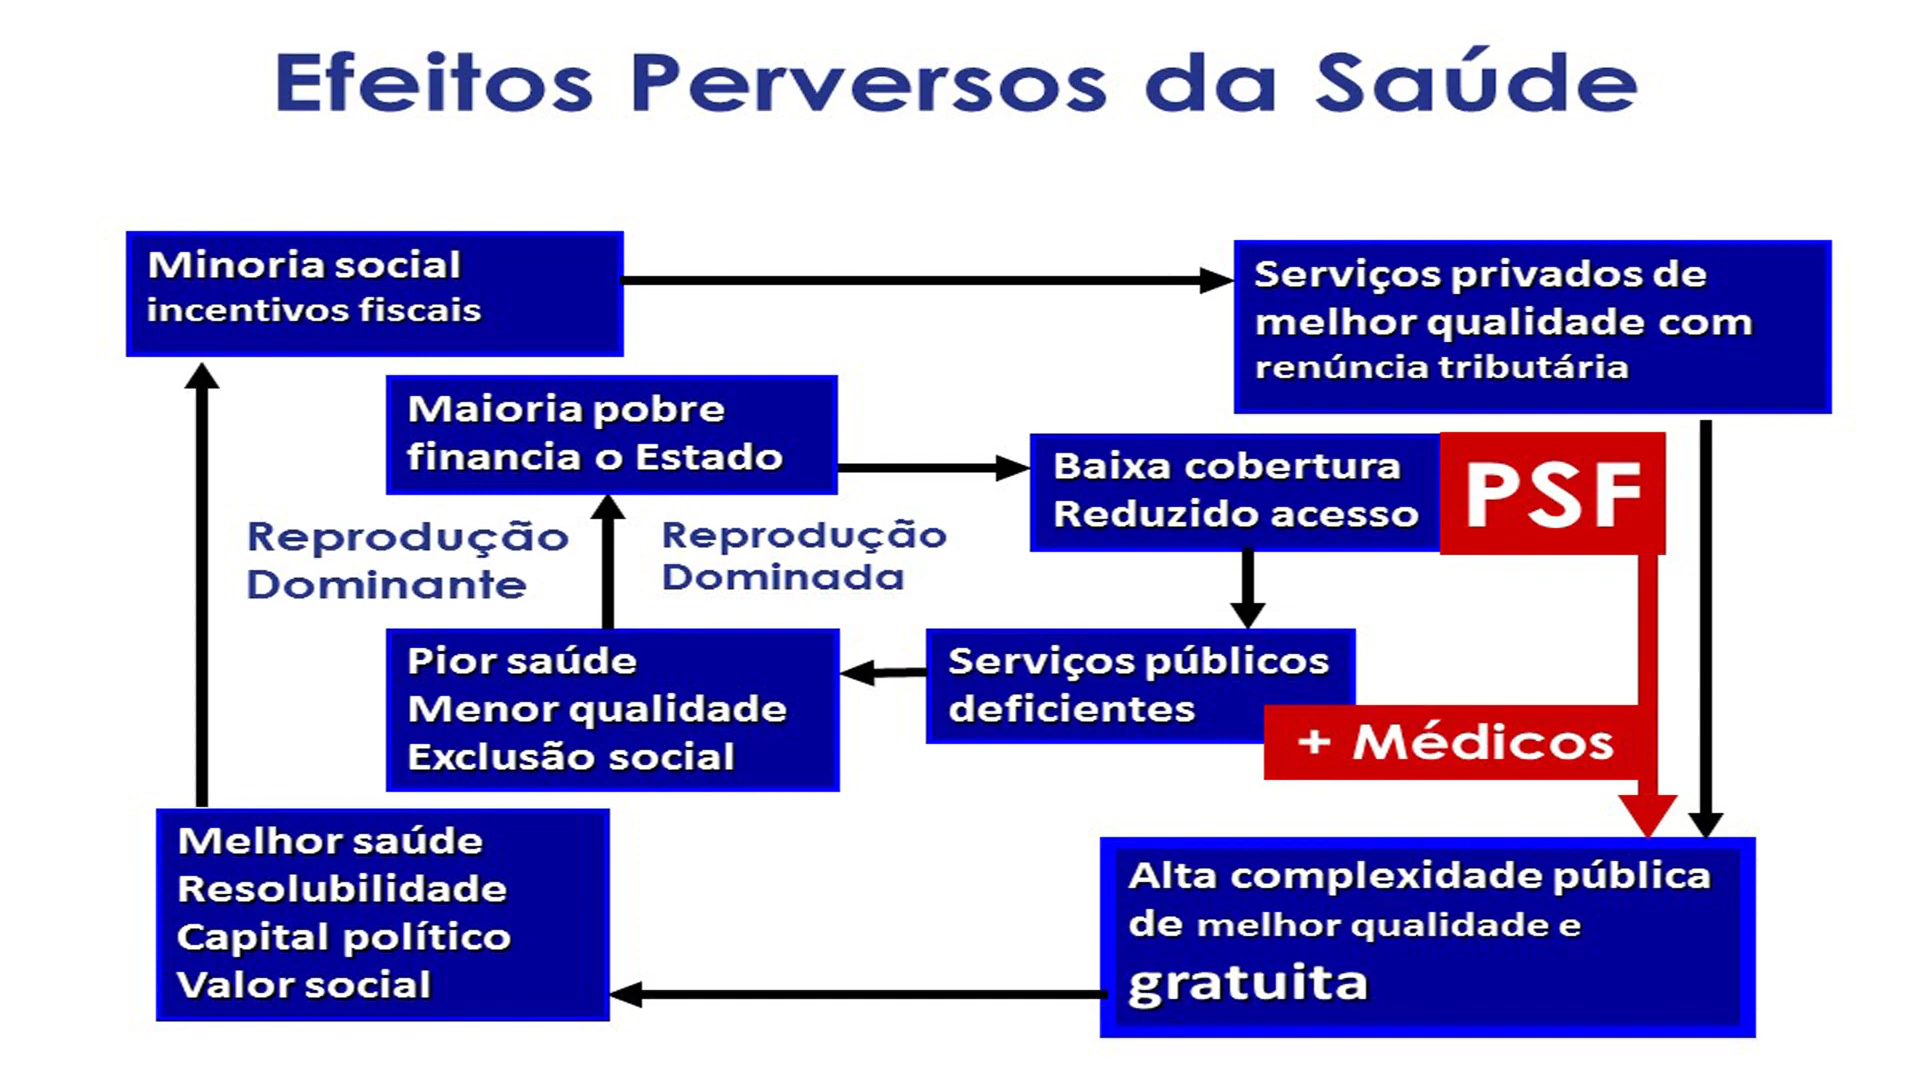 Efeitos Perversos da Saúde
Minoria social
incentivos fiscais
Serviços privados de
melhor qualidade com
renúncia tributária
Maioria pobre
financia o Estado
Baixa cobertura
Reduzido acesso
PSF
Reprodução
Dominante
Reprodução
Dominada
Pior saúde
Menor qualidade
Exclusão social
Serviços públicos
deficientes
+ Médicos
Melhor saúde
Resolubilidade
Capital político
Valor social
Alta complexidade pública
de melhor qualidade e
gratuita